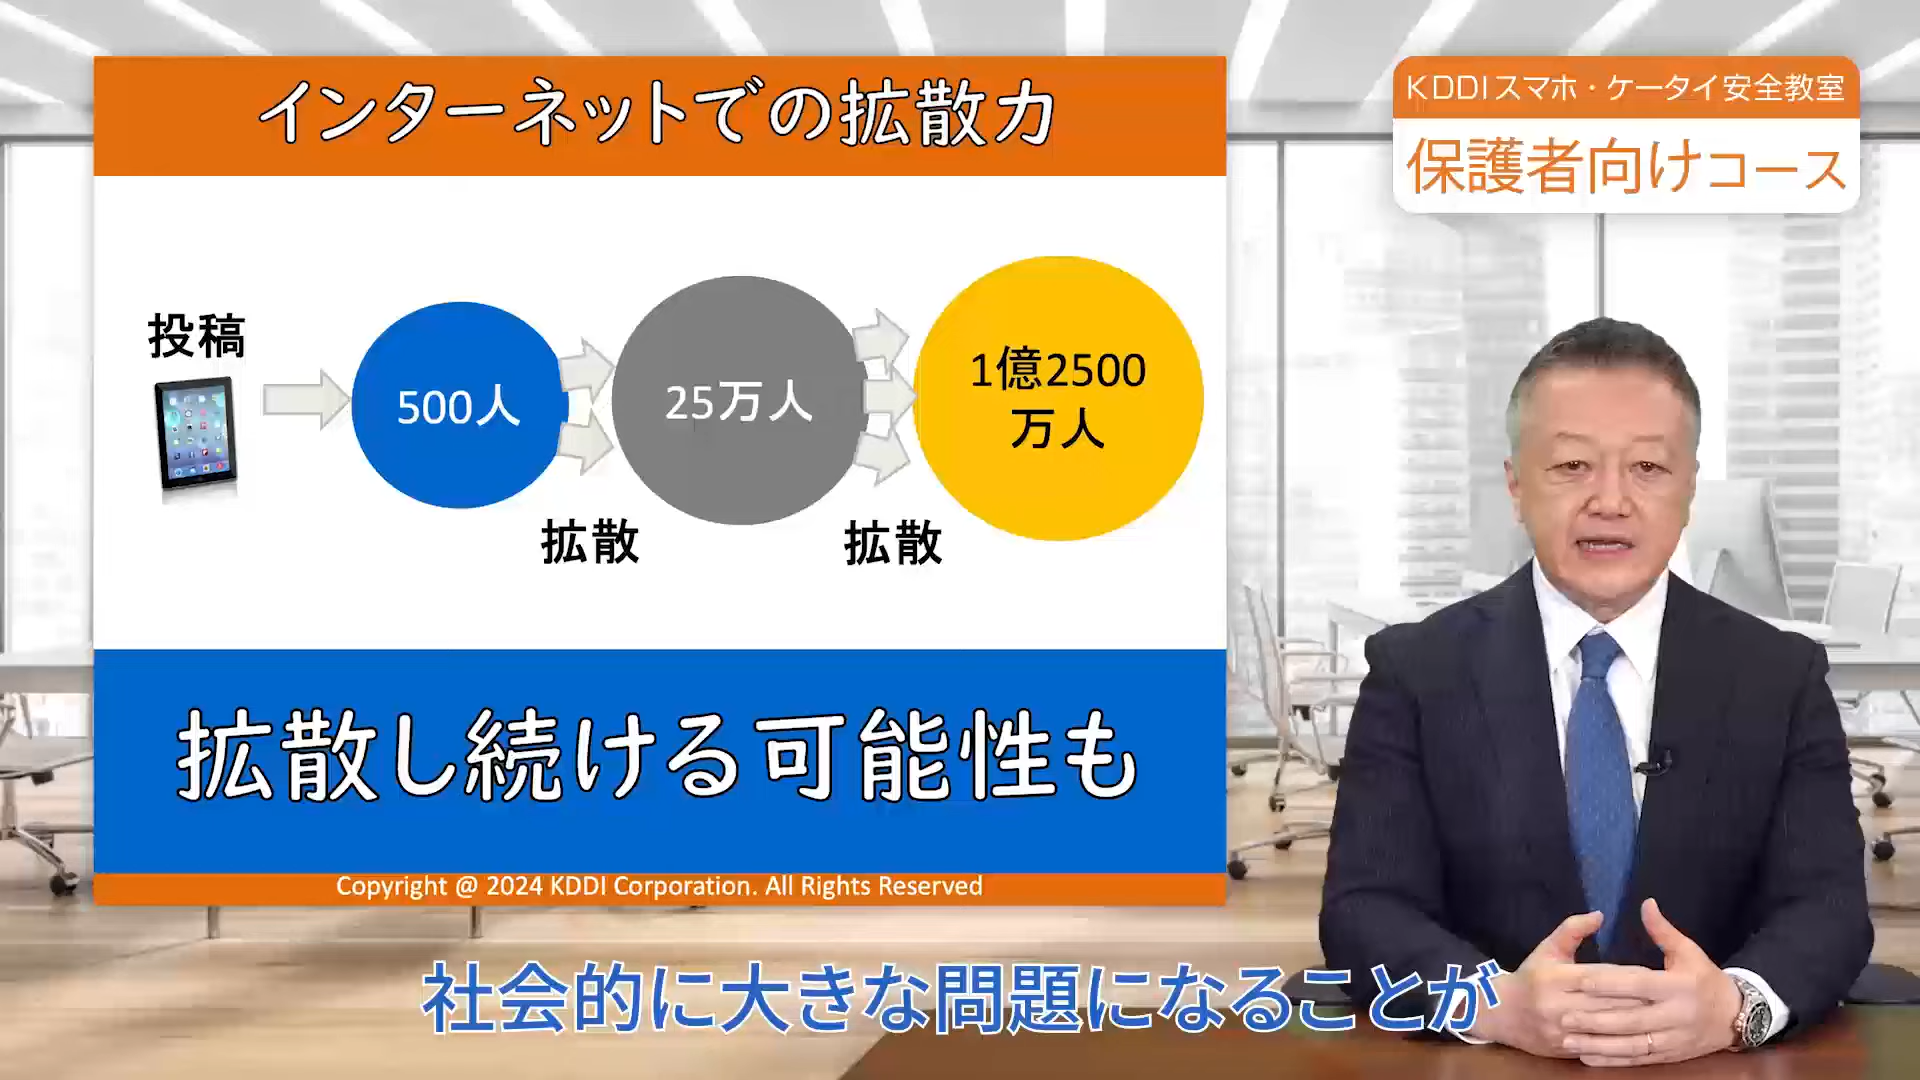 インターネットでの拡散力
KDDIスマホ・ケータイ安全教室
保護者向けコース
投稿
500人
25万人
1億2500
万人
拡散
拡散
拡散し続ける可能性も
Copyright @ 2024 KDDI Corporation. All Rights Reserved
社会的に大きな問題になることが